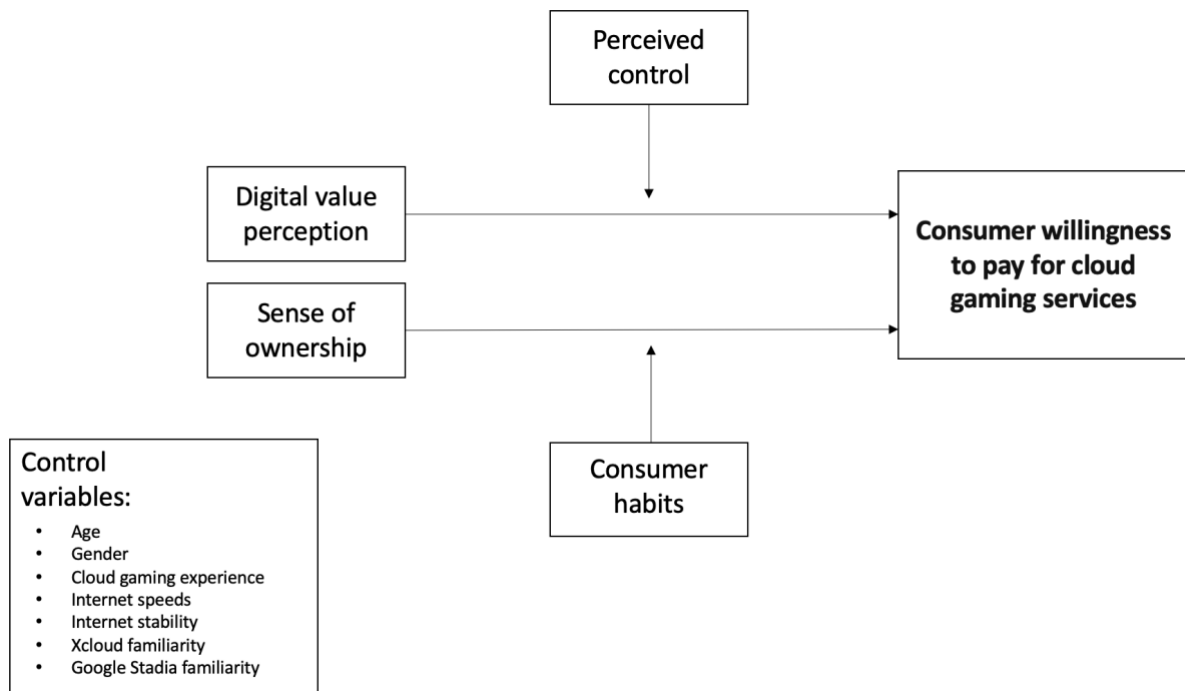 Perceived
control
Digital value
perception
Consumer willingness
to pay for cloud
gaming services
Sense of
ownership
Consumer
habits
Control
variables:
• Age
• Gender
• Cloud gaming experience
• Internet speeds
• Internet stability
• Xcloud familiarity
• Google Stadia familiarity